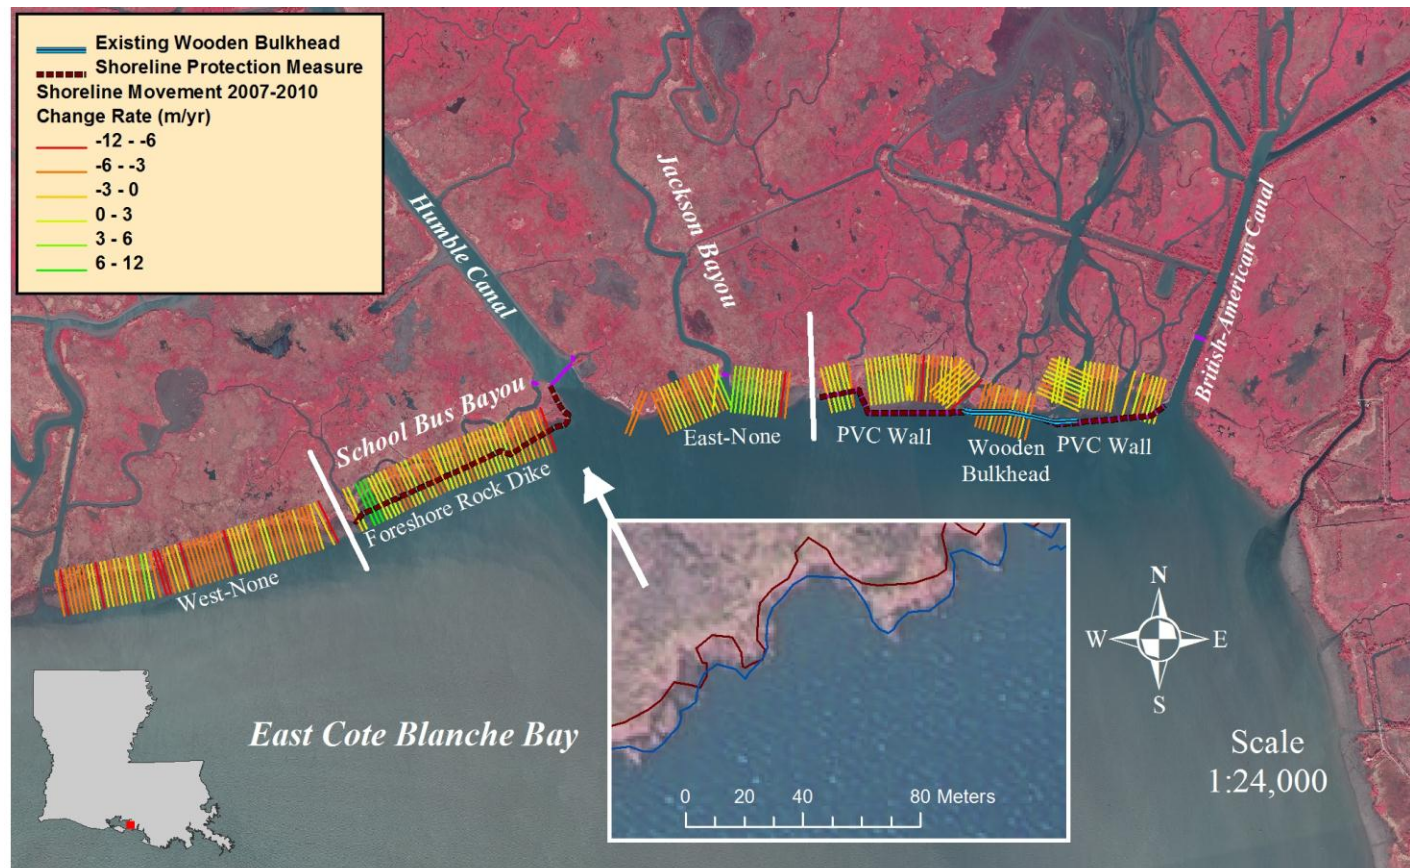 Existing Wooden Bulkhead
Shoreline Protection Measure
Shoreline Movement 2007-2010
Change Rate (m/yr)
-12 - -6
-6 - -3
-3 - 0
0 - 3
3 - 6
6 - 12
Humble Canal
Jackson Bayou
British-American Canal
School Bus Bayou
East-None
PVC Wall
Wooden
Bulkhead
PVC Wall
Foreshore Rock Dike
West-None
N
W
E
S
East Cote Blanche Bay
Scale
1:24,000
0 20 40 80 Meters